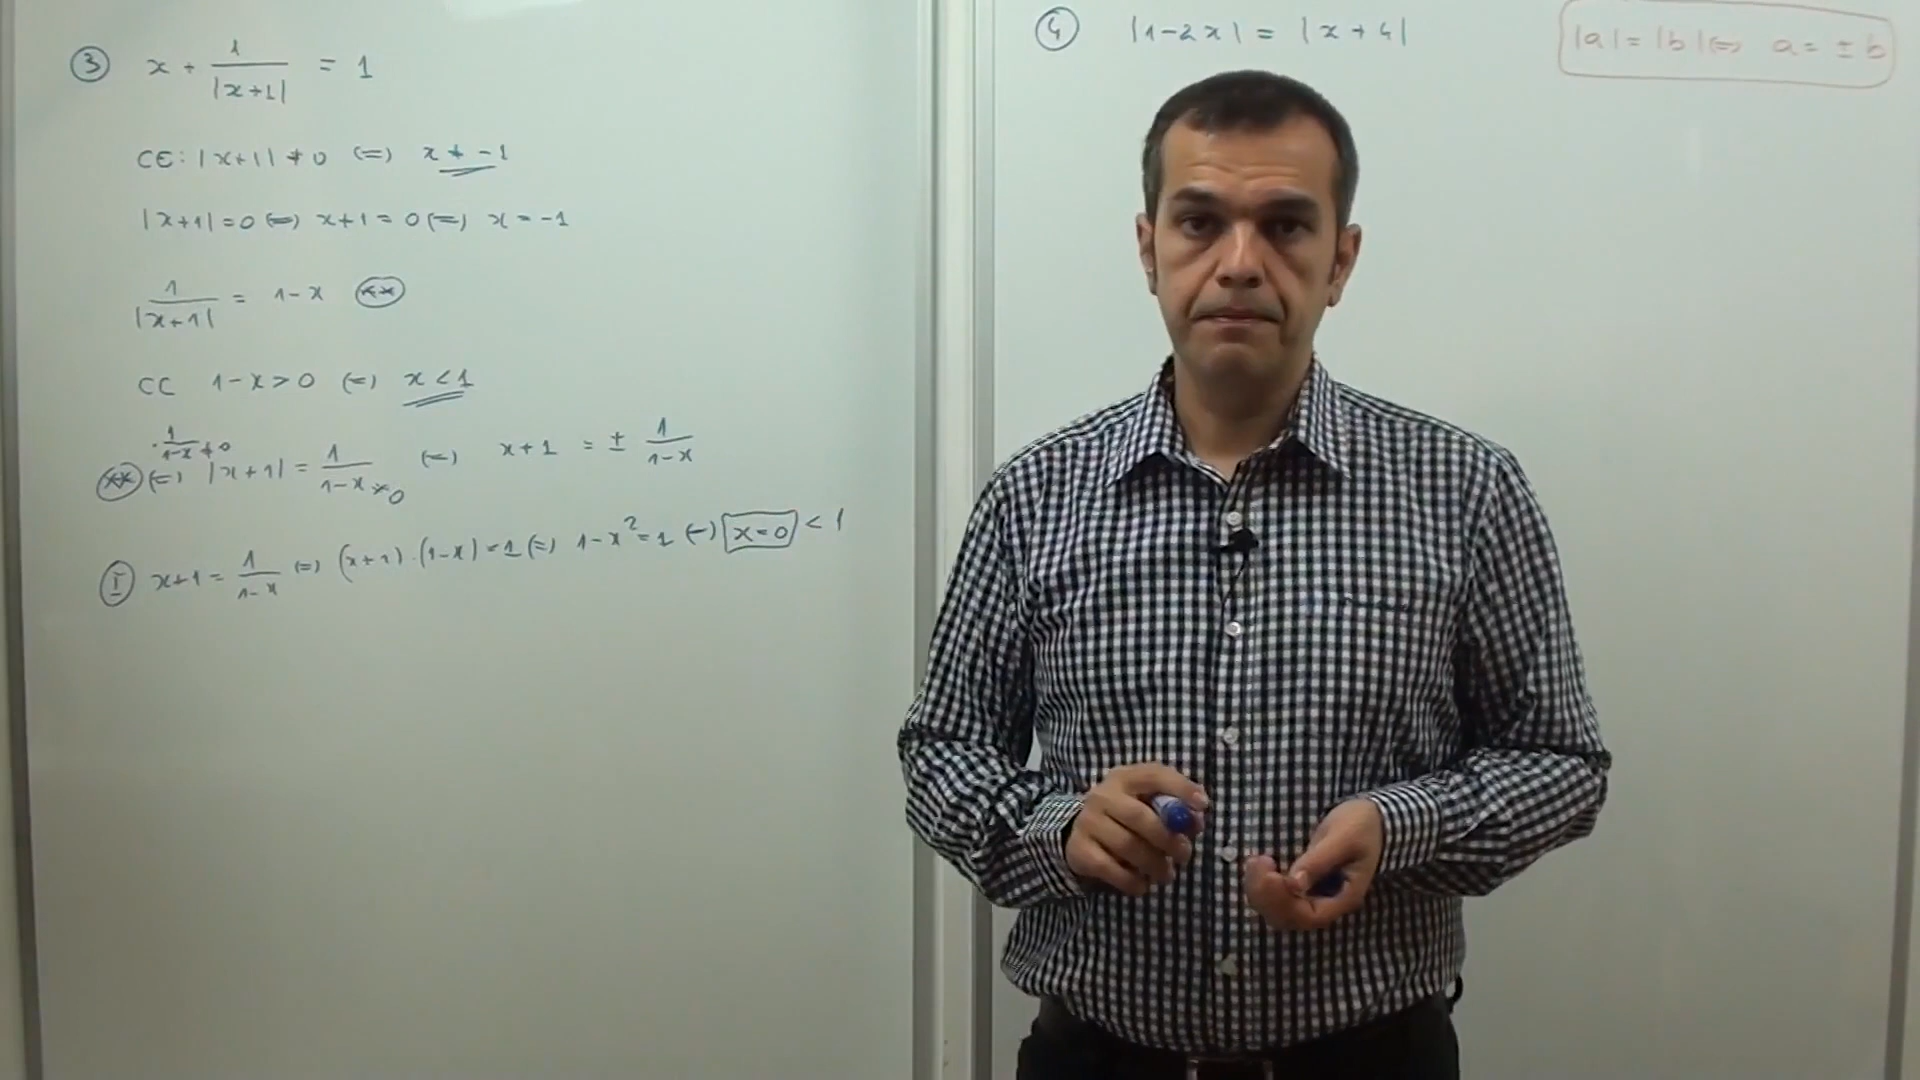 ③ x + 1/|x+1| = 1
CE: |x+1| ≠ 0 (=) x ≠ -1
|x+1| = 0 (=) x+1 = 0 (=) x = -1
1/|x+1| = 1-x (**)
CC 1-x > 0 (=) x < 1
· 1/(1-x) ≠ 0
(**) (=) |x+1| = 1/(1-x) ≠0 (=) x+1 = ± 1/(1-x)
Ⓘ x+1 = 1/(1-x) (=) (x+1)·(1-x) = 1 (=) 1-x² = 1 (=) x=0 < 1
④ |1-2x| = |x+4|
|a| = |b| (=) a = ± b